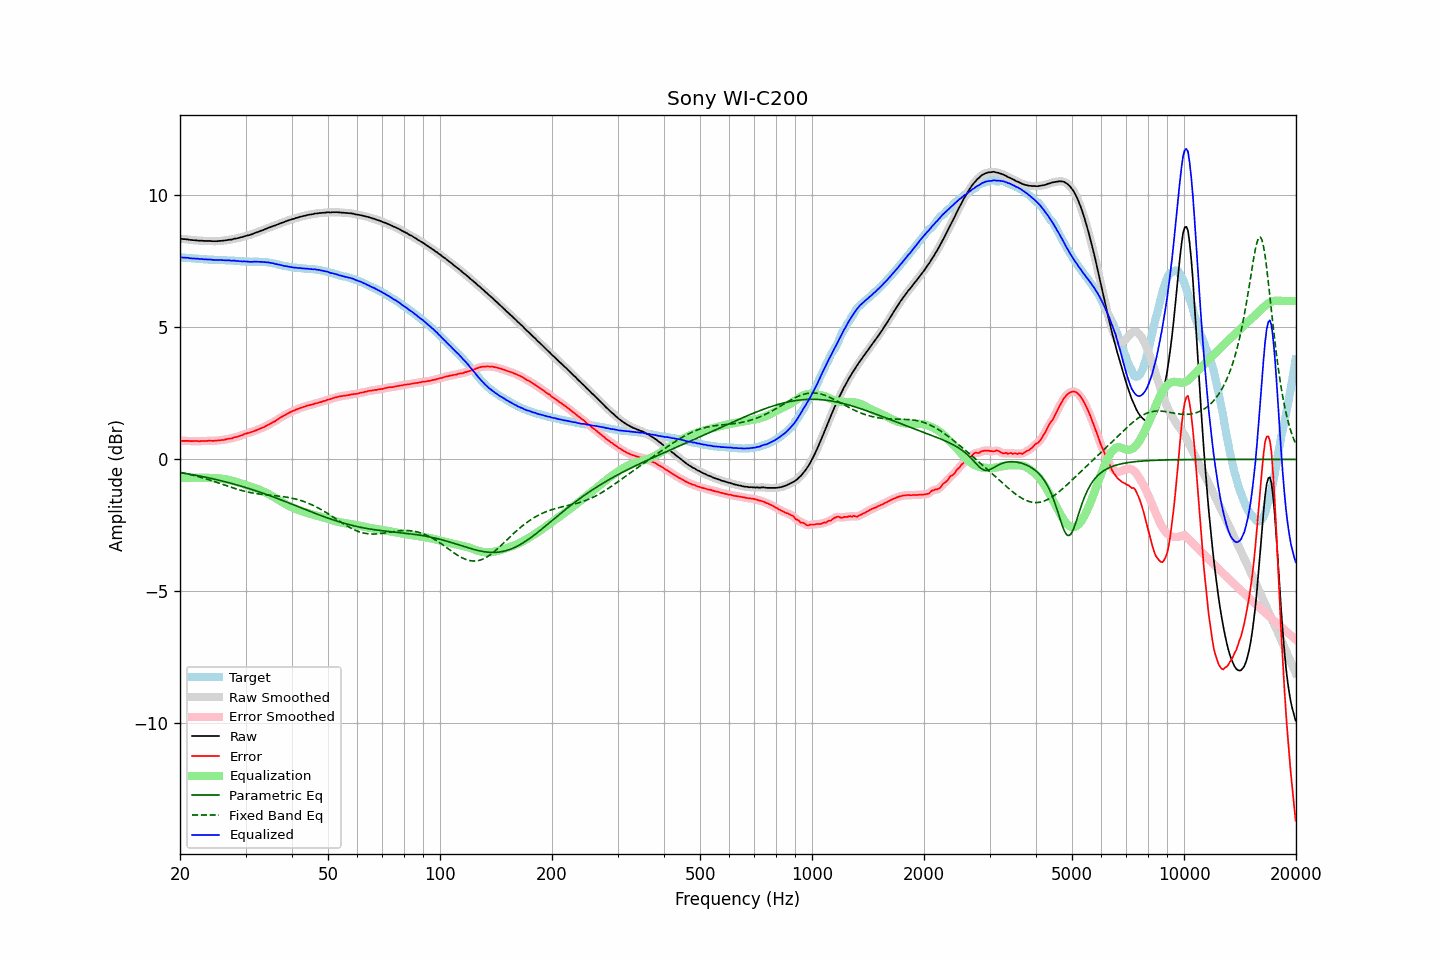 Sony WI-C200
Amplitude (dBr)
10
5
0
−5
−10
Target
Raw Smoothed
Error Smoothed
Raw
Error
Equalization
Parametric Eq
Fixed Band Eq
Equalized
20 50 100 200 500 1000 2000 5000 10000 20000
Frequency (Hz)